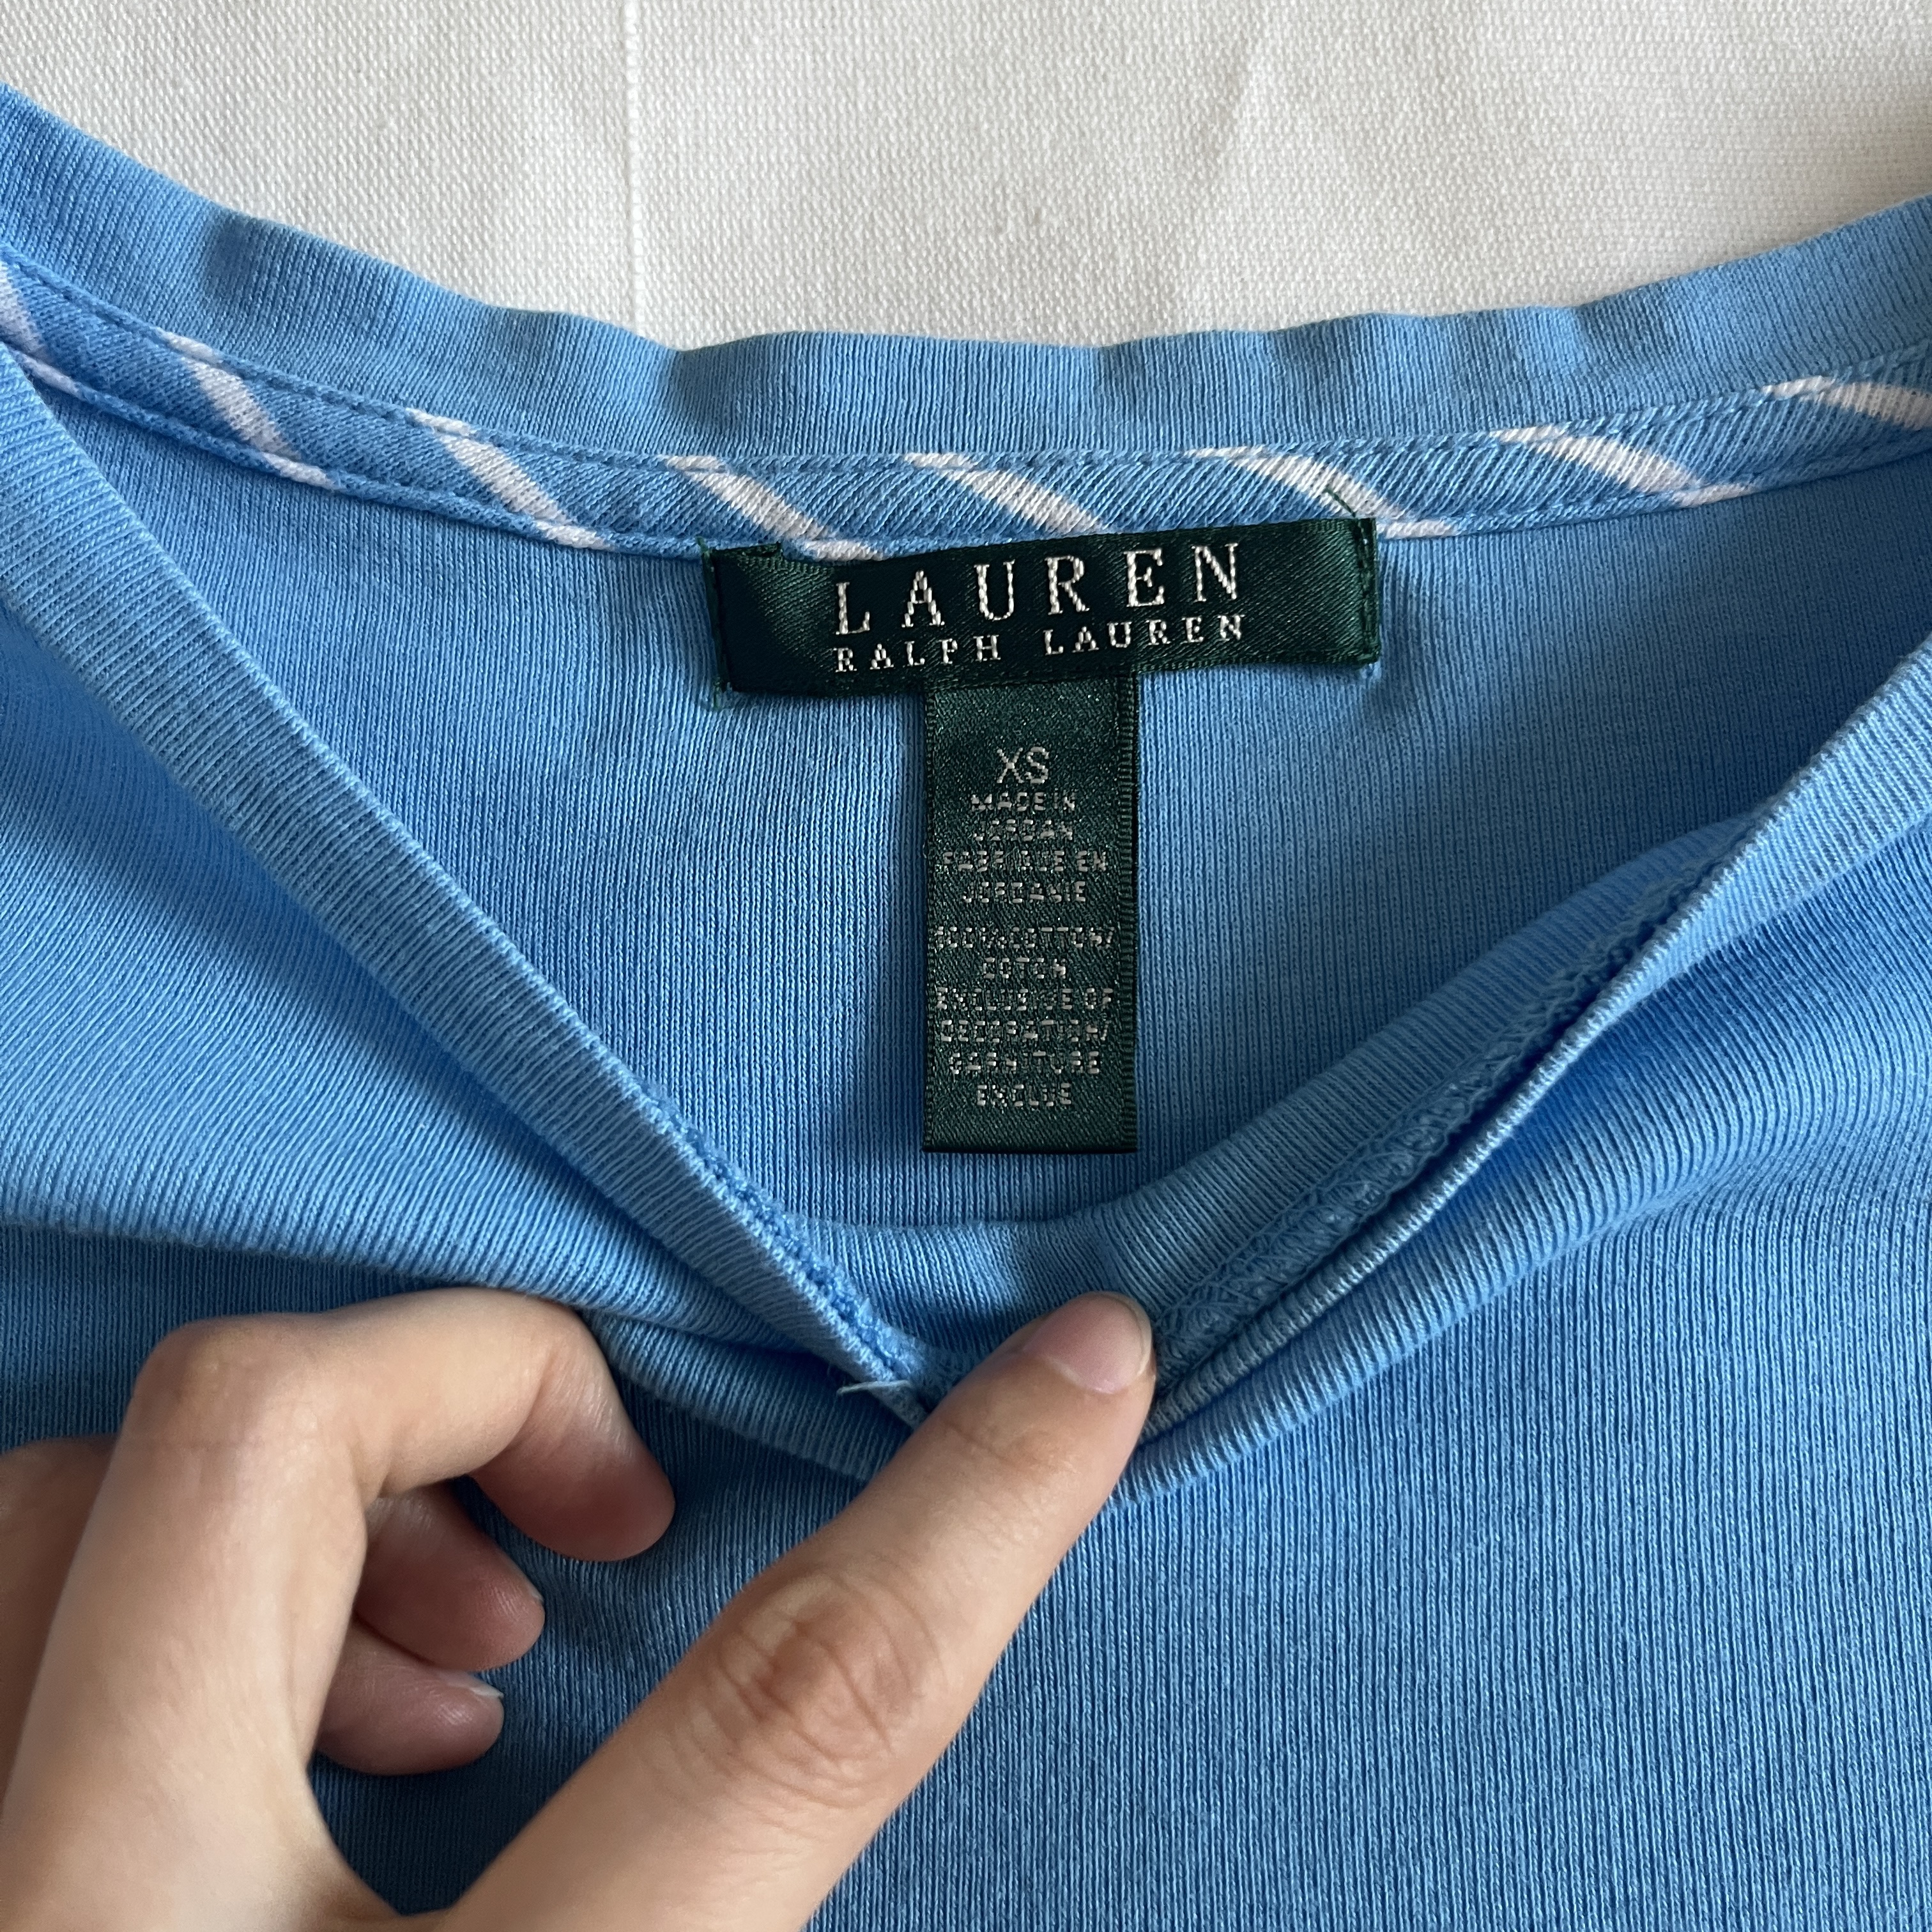 LAUREN
RALPH LAUREN
XS
MADE IN
JORDAN
FABRIQUE EN
JORDANIE
100% COTTON/
COTON
EXCLUSIVE OF
DECORATION/
GARNITURE
EXCLUE